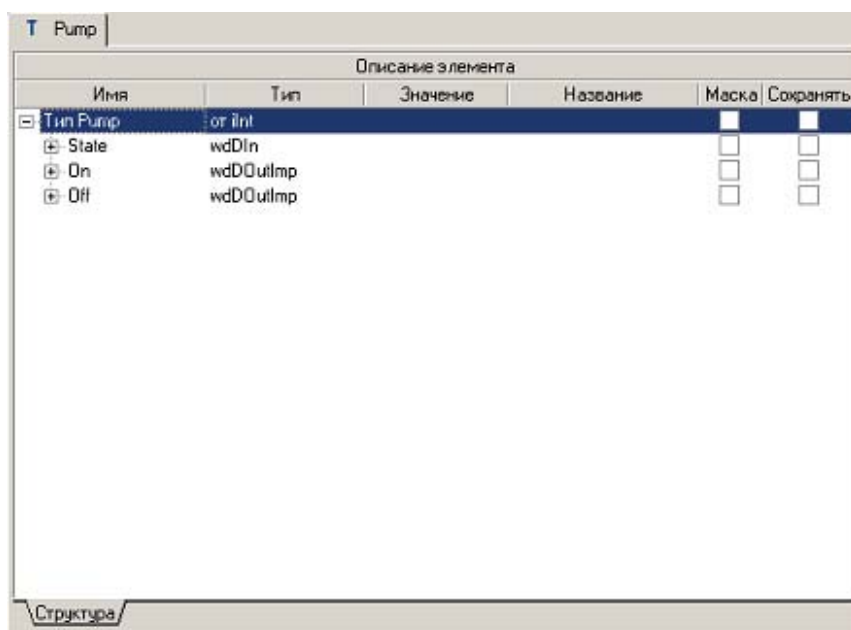 T Pump
Описание элемента
Имя Тип Значение Название Маска Сохранять
Тип Pump от iInt
State wdDIn
On wdDOutImp
Off wdDOutImp
Структура